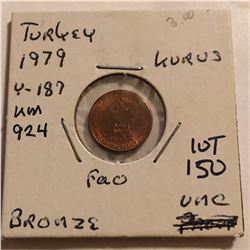 TURKEY 3.00
1979 KURUS
Y-187
KM
924
LOT
150
FAO
UNC
BRONZE